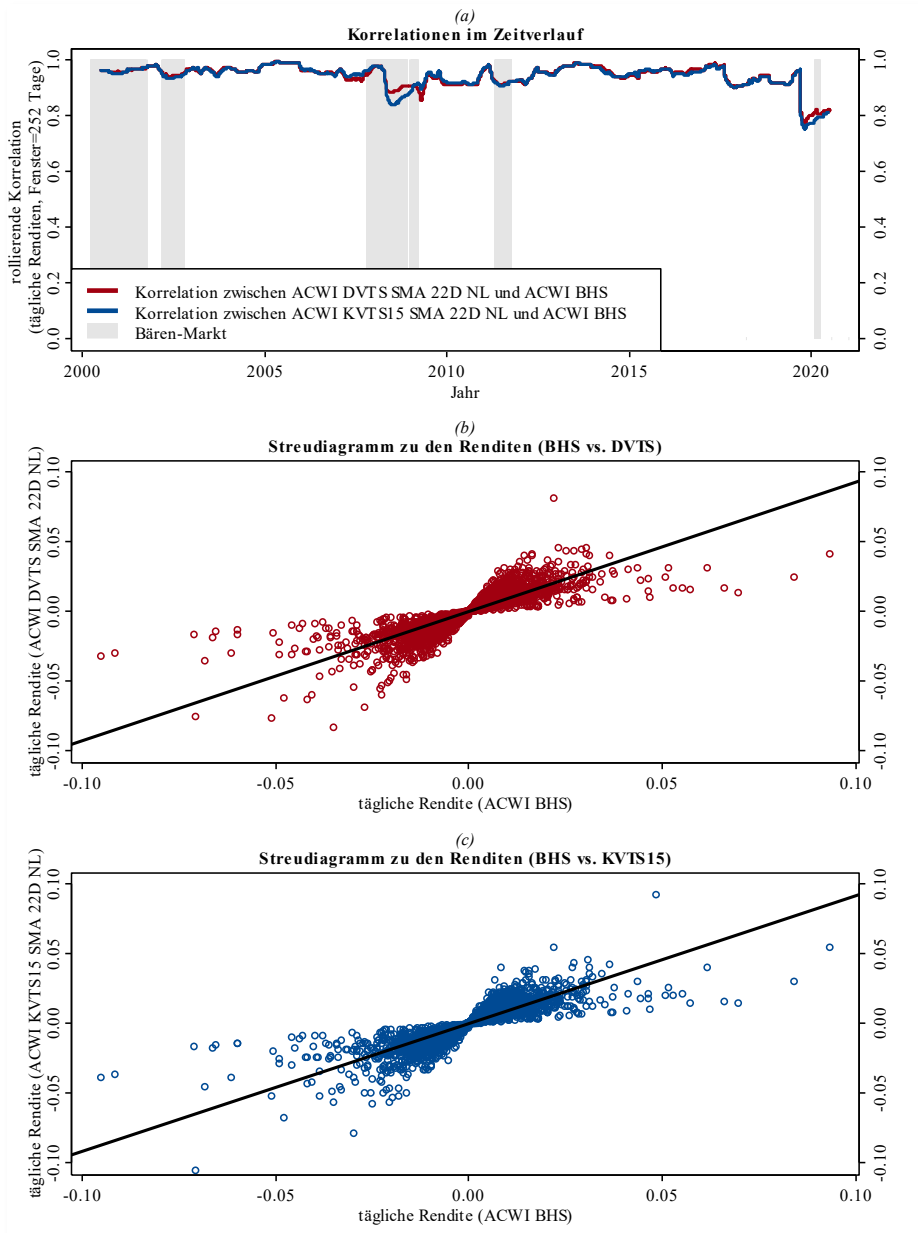 (a)
Korrelationen im Zeitverlauf
rollierende Korrelation
(tägliche Renditen, Fenster=252 Tage)
1.0
0.8
0.6
0.4
0.2
0.0
1.0
0.8
0.6
0.4
0.2
0.0
Korrelation zwischen ACWI DVTS SMA 22D NL und ACWI BHS
Korrelation zwischen ACWI KVTS15 SMA 22D NL und ACWI BHS
Bären-Markt
2000 2005 2010 2015 2020
Jahr
(b)
Streudiagramm zu den Renditen (BHS vs. DVTS)
tägliche Rendite (ACWI DVTS SMA 22D NL)
0.10
0.05
0.00
-0.05
-0.10
0.10
0.05
0.00
-0.05
-0.10
-0.10 -0.05 0.00 0.05 0.10
tägliche Rendite (ACWI BHS)
(c)
Streudiagramm zu den Renditen (BHS vs. KVTS15)
tägliche Rendite (ACWI KVTS15 SMA 22D NL)
0.10
0.05
0.00
-0.05
-0.10
0.10
0.05
0.00
-0.05
-0.10
-0.10 -0.05 0.00 0.05 0.10
tägliche Rendite (ACWI BHS)